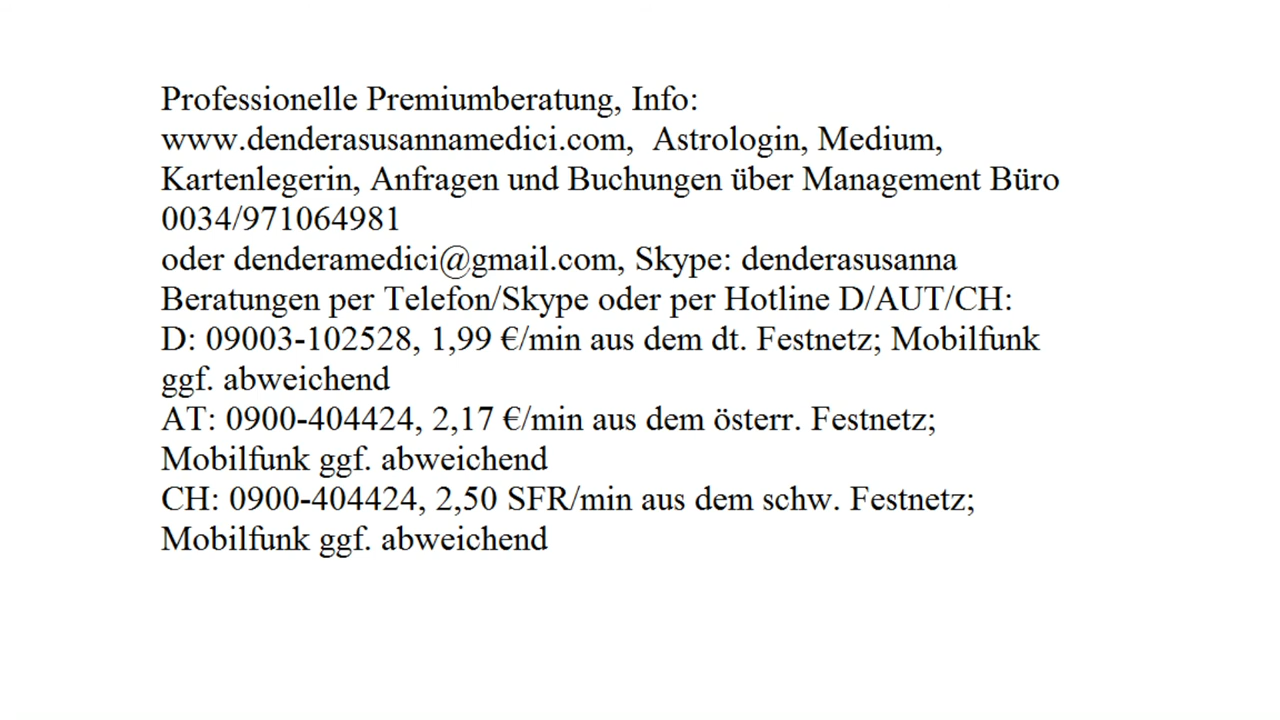 Professionelle Premiumberatung, Info:
www.denderasusannamedici.com,  Astrologin, Medium,
Kartenlegerin, Anfragen und Buchungen über Management Büro
0034/971064981
oder denderamedici@gmail.com, Skype: denderasusanna
Beratungen per Telefon/Skype oder per Hotline D/AUT/CH:
D: 09003-102528, 1,99 €/min aus dem dt. Festnetz; Mobilfunk
ggf. abweichend
AT: 0900-404424, 2,17 €/min aus dem österr. Festnetz;
Mobilfunk ggf. abweichend
CH: 0900-404424, 2,50 SFR/min aus dem schw. Festnetz;
Mobilfunk ggf. abweichend